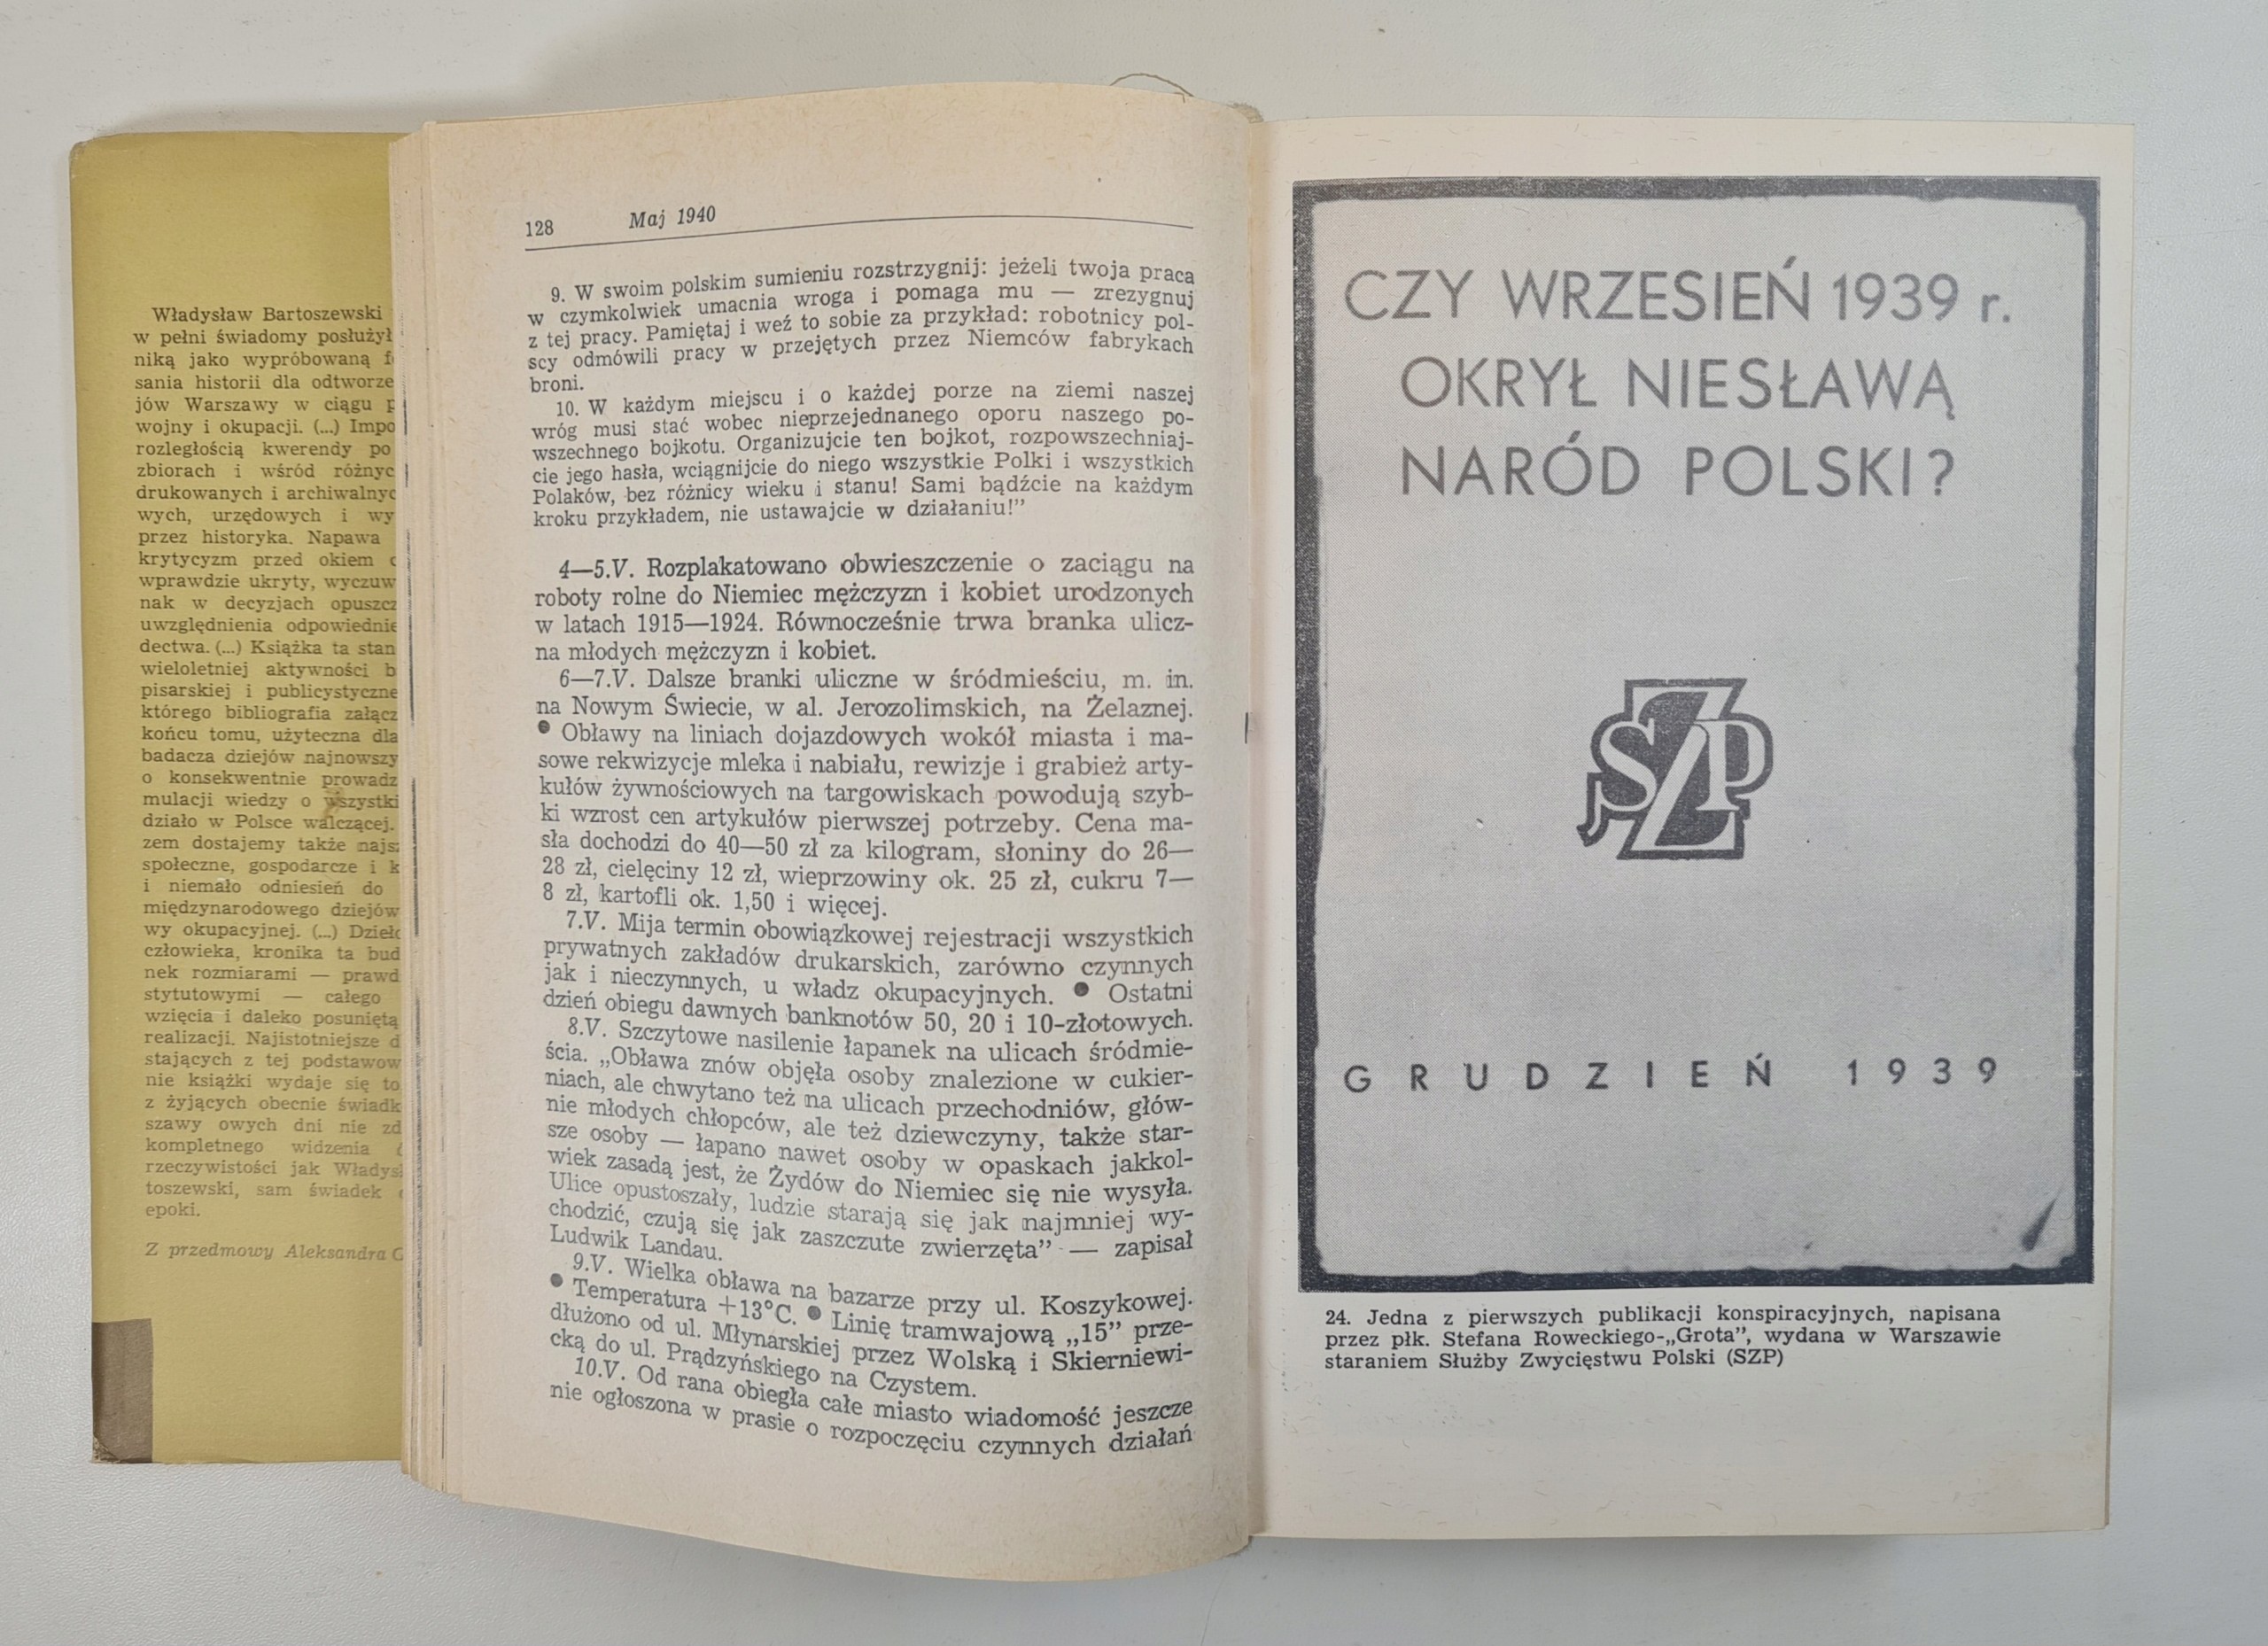 Władysław Bartoszewski
w pełni świadomy posłużył
niką jako wypróbowaną
sania historii dla odtworze
jów Warszawy w ciągu
wojny i okupacji. (...) Impo
rozległością kwerendy po
zbiorach i wśród różnyc
drukowanych i archiwalnyc
wych, urzędowych i wy
przez historyka. Napawa
krytycyzm przed okiem
wprawdzie ukryty, wyczuw
nak w decyzjach opuszcz
uwzględnienia odpowiednie
dectwa. (...) Książka ta stan
wieloletniej aktywności b
pisarskiej i publicystyczne
którego bibliografia załącz
końcu tomu, użyteczna dla
badacza dziejów najnowszy
o konsekwentnie prowadz
mulacji wiedzy o wszystki
działo w Polsce walczącej.
zem dostajemy także najs
społeczne, gospodarcze i k
i niemało odniesień do
międzynarodowego dziejów
wy okupacyjnej. (...) Dzieło
człowieka, kronika ta bud
nek rozmiarami — prawd
stytutowymi — całego
wzięcia i daleko posuniętą
realizacji. Najistotniejsze d
stających z tej podstawow
nie książki wydaje się to
z żyjących obecnie świadk
szawy owych dni nie zd
kompletnego widzenia
rzeczywistości jak Władys
toszewski, sam świadek
epoki.
Z przedmowy Aleksandra G
128 Maj 1940
9. W swoim polskim sumieniu rozstrzygnij: jeżeli twoja praca
w czymkolwiek umacnia wroga i pomaga mu — zrezygnuj
z tej pracy. Pamiętaj i weź to sobie za przykład: robotnicy pol-
scy odmówili pracy w przejętych przez Niemców fabrykach
broni.
10. W każdym miejscu i o każdej porze na ziemi naszej
wróg musi stać wobec nieprzejednanego oporu naszego po-
wszechnego bojkotu. Organizujcie ten bojkot, rozpowszechniaj-
cie jego hasła, wciągnijcie do niego wszystkie Polki i wszystkich
Polaków, bez różnicy wieku i stanu! Sami bądźcie na każdym
kroku przykładem, nie ustawajcie w działaniu!”
4—5.V. Rozplakatowano obwieszczenie o zaciągu na
roboty rolne do Niemiec mężczyzn i kobiet urodzonych
w latach 1915—1924. Równocześnie trwa branka ulicz-
na młodych mężczyzn i kobiet.
6—7.V. Dalsze branki uliczne w śródmieściu, m. in.
na Nowym Świecie, w al. Jerozolimskich, na Żelaznej.
● Obławy na liniach dojazdowych wokół miasta i ma-
sowe rekwizycje mleka i nabiału, rewizje i grabież arty-
kułów żywnościowych na targowiskach powodują szyb-
ki wzrost cen artykułów pierwszej potrzeby. Cena ma-
sła dochodzi do 40—50 zł za kilogram, słoniny do 26—
28 zł, cielęciny 12 zł, wieprzowiny ok. 25 zł, cukru 7—
8 zł, kartofli ok. 1,50 i więcej.
7.V. Mija termin obowiązkowej rejestracji wszystkich
prywatnych zakładów drukarskich, zarówno czynnych
jak i nieczynnych, u władz okupacyjnych. ● Ostatni
dzień obiegu dawnych banknotów 50, 20 i 10-złotowych.
8.V. Szczytowe nasilenie łapanek na ulicach śródmie-
ścia. „Obława znów objęła osoby znalezione w cukier-
niach, ale chwytano też na ulicach przechodniów, głów-
nie młodych chłopców, ale też dziewczyny, także star-
sze osoby — łapano nawet osoby w opaskach jakkol-
wiek zasadą jest, że Żydów do Niemiec się nie wysyła.
Ulice opustoszały, ludzie starają się jak najmniej wy-
chodzić, czują się jak zaszczute zwierzęta” — zapisał
Ludwik Landau.
9.V. Wielka obława na bazarze przy ul. Koszykowej.
● Temperatura +13°C. ● Linię tramwajową „15” prze-
dłużono od ul. Młynarskiej przez Wolską i Skierniewi-
cką do ul. Prądzyńskiego na Czystem.
10.V. Od rana obiegła całe miasto wiadomość jeszcze
nie ogłoszona w prasie o rozpoczęciu czynnych działań
CZY WRZESIEŃ 1939 r.
OKRYŁ NIESŁAWĄ
NARÓD POLSKI?
SZP
GRUDZIEŃ 1939
24. Jedna z pierwszych publikacji konspiracyjnych, napisana
przez płk. Stefana Roweckiego-„Grota”, wydana w Warszawie
staraniem Służby Zwycięstwu Polski (SZP)